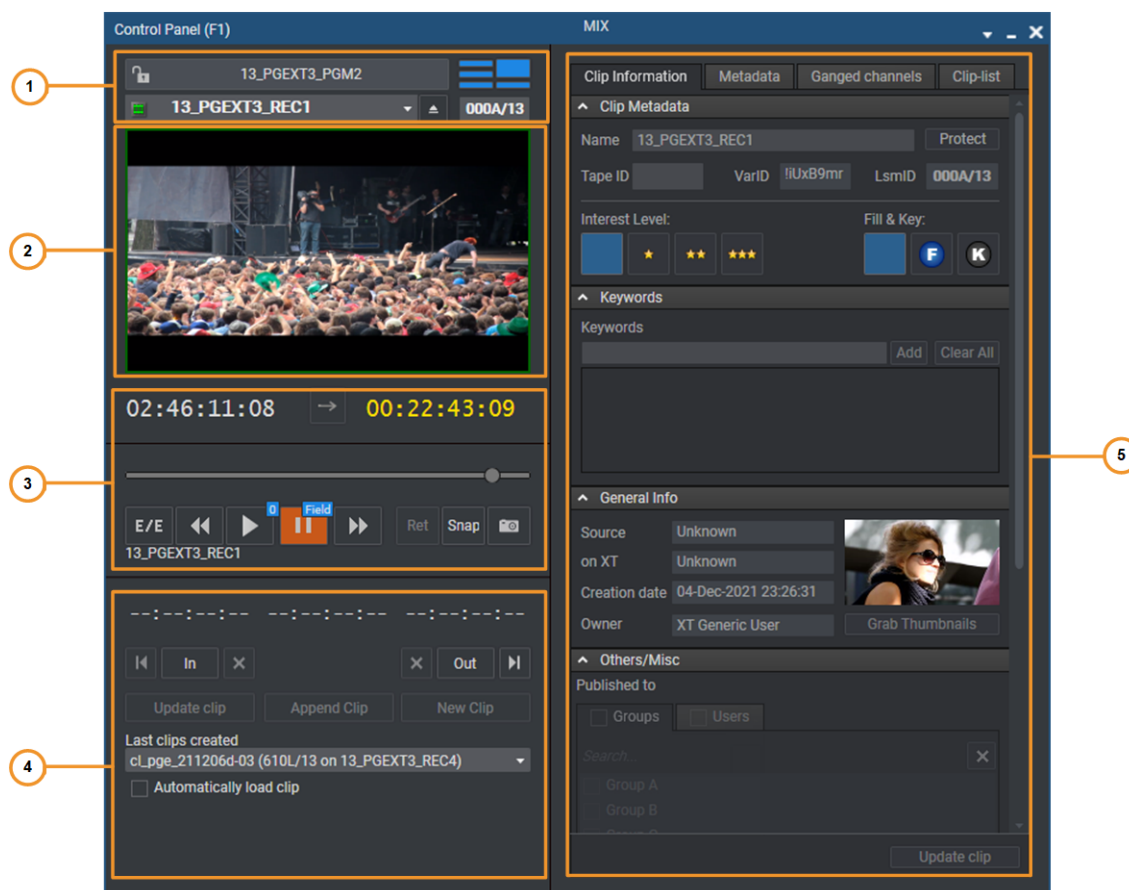 Control Panel (F1)
MIX
1
13_PGEXT3_PGM2
13_PGEXT3_REC1
000A/13
2
02:46:11:08 → 00:22:43:09
3
0
Field
E/E
Ret
Snap
13_PGEXT3_REC1
--:--:--:-- --:--:--:-- --:--:--:--
In
Out
Update clip
Append Clip
New Clip
Last clips created
4
cl_pge_211206d-03 (610L/13 on 13_PGEXT3_REC4)
Automatically load clip
Clip Information
Metadata
Ganged channels
Clip-list
Clip Metadata
Name 13_PGEXT3_REC1 Protect
Tape ID VarID !iUxB9mr LsmID 000A/13
Interest Level: Fill & Key:
F K
Keywords
Keywords
Add Clear All
5
General Info
Source Unknown
on XT Unknown
Creation date 04-Dec-2021 23:26:31
Owner XT Generic User Grab Thumbnails
Others/Misc
Published to
Groups Users
Search...
Group A
Group B
Update clip